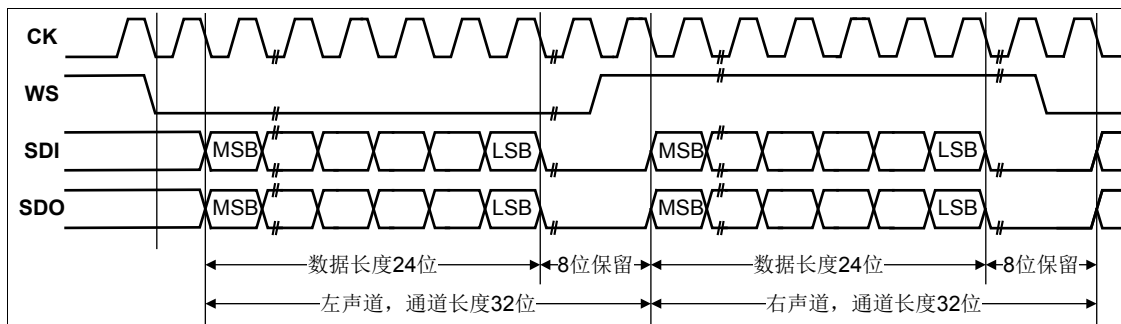 CK
WS
SDI MSB LSB MSB LSB
SDO MSB LSB MSB LSB
数据长度24位 8位保留 数据长度24位 8位保留
左声道，通道长度32位 右声道，通道长度32位